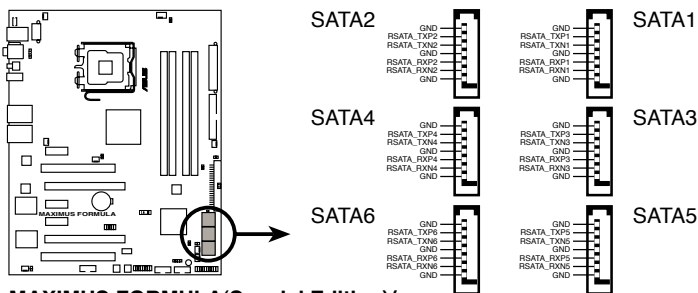 SATA2
GND
RSATA_TXP2
RSATA_TXN2
GND
RSATA_RXP2
RSATA_RXN2
GND
SATA1
GND
RSATA_TXP1
RSATA_TXN1
GND
RSATA_RXP1
RSATA_RXN1
GND
SATA4
GND
RSATA_TXP4
RSATA_TXN4
GND
RSATA_RXP4
RSATA_RXN4
GND
SATA3
GND
RSATA_TXP3
RSATA_TXN3
GND
RSATA_RXP3
RSATA_RXN3
GND
SATA6
GND
RSATA_TXP6
RSATA_TXN6
GND
RSATA_RXP6
RSATA_RXN6
GND
SATA5
GND
RSATA_TXP5
RSATA_TXN5
GND
RSATA_RXP5
RSATA_RXN5
GND
ASUS
MAXIMUS FORMULA